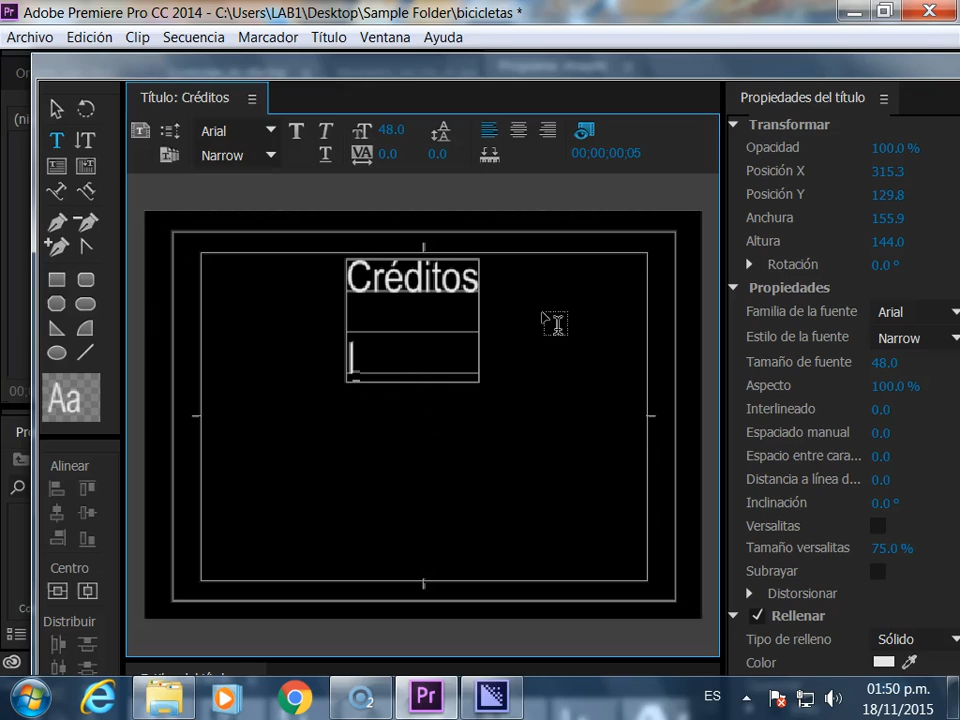 Adobe Premiere Pro CC 2014 - C:\Users\LAB1\Desktop\Sample Folder\bicicletas *
Archivo Edición Clip Secuencia Marcador Título Ventana Ayuda
Título: Créditos
Arial
T T 48.0
Narrow
T VA 0.0 0.0
00;00;00;05
Créditos
Aa
Alinear
Centro
Distribuir
Propiedades del título
Transformar
Opacidad 100.0 %
Posición X 315.3
Posición Y 129.8
Anchura 155.9
Altura 144.0
Rotación 0.0 °
Propiedades
Familia de la fuente Arial
Estilo de la fuente Narrow
Tamaño de fuente 48.0
Aspecto 100.0 %
Interlineado 0.0
Espaciado manual 0.0
Espacio entre cara... 0.0
Distancia a línea d... 0.0
Inclinación 0.0 °
Versalitas
Tamaño versalitas 75.0 %
Subrayar
Distorsionar
Rellenar
Tipo de relleno Sólido
Color
Pr
ES
01:50 p.m.
18/11/2015